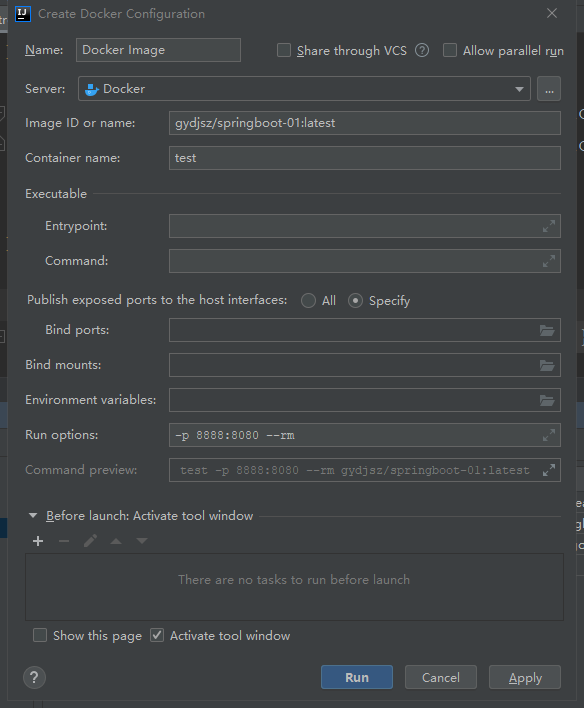 Create Docker Configuration
Name: Docker Image Share through VCS ? Allow parallel run
Server: Docker ...
Image ID or name: gydjsz/springboot-01:latest
Container name: test
Executable
Entrypoint:
Command:
Publish exposed ports to the host interfaces: All Specify
Bind ports:
Bind mounts:
Environment variables:
Run options: -p 8888:8080 --rm
Command preview: test -p 8888:8080 --rm gydjsz/springboot-01:latest
Before launch: Activate tool window
There are no tasks to run before launch
Show this page Activate tool window
? Run Cancel Apply